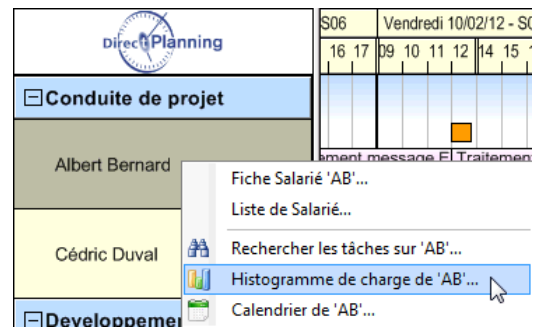 DirectPlanning
S06 Vendredi 10/02/12 - S0
16 17 09 10 11 12 14 15
Conduite de projet
ement message E Traitement
Albert Bernard
Fiche Salarié 'AB'...
Liste de Salarié...
Cédric Duval
Rechercher les tâches sur 'AB'...
Histogramme de charge de 'AB'...
Calendrier de 'AB'...
Developpeme